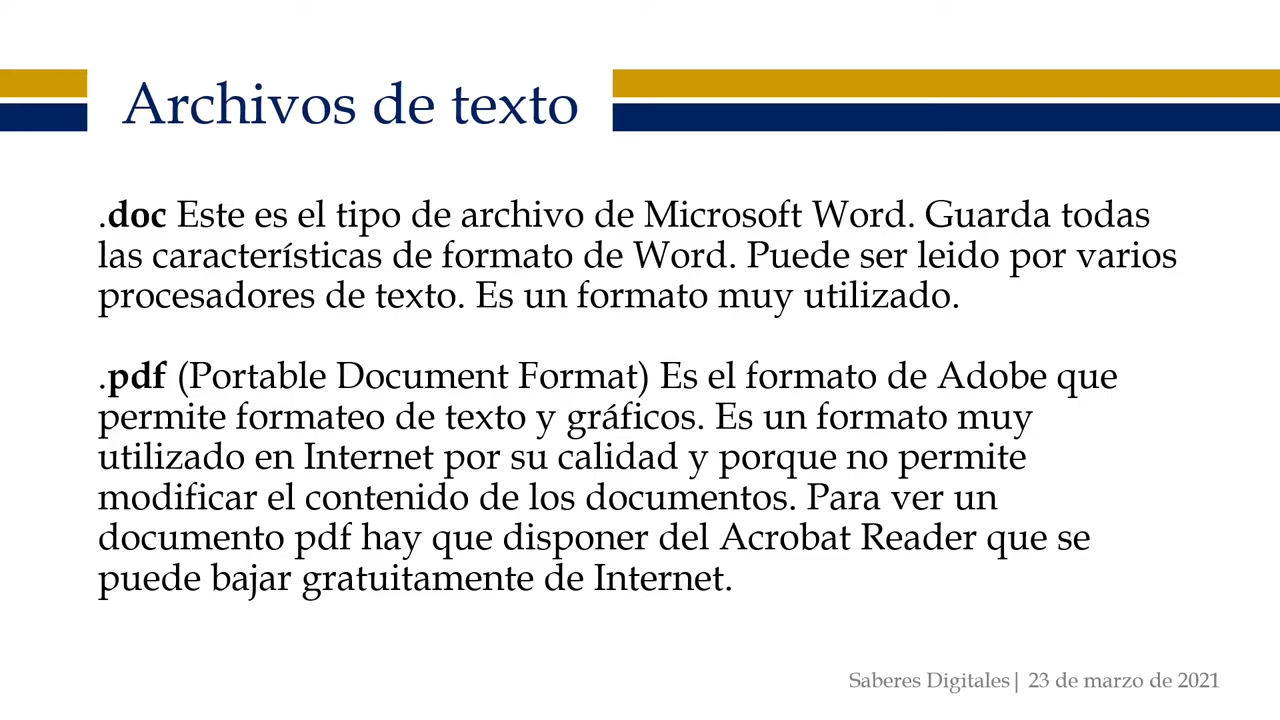 Archivos de texto
.doc Este es el tipo de archivo de Microsoft Word. Guarda todas
las características de formato de Word. Puede ser leido por varios
procesadores de texto. Es un formato muy utilizado.
.pdf (Portable Document Format) Es el formato de Adobe que
permite formateo de texto y gráficos. Es un formato muy
utilizado en Internet por su calidad y porque no permite
modificar el contenido de los documentos. Para ver un
documento pdf hay que disponer del Acrobat Reader que se
puede bajar gratuitamente de Internet.
Saberes Digitales| 23 de marzo de 2021